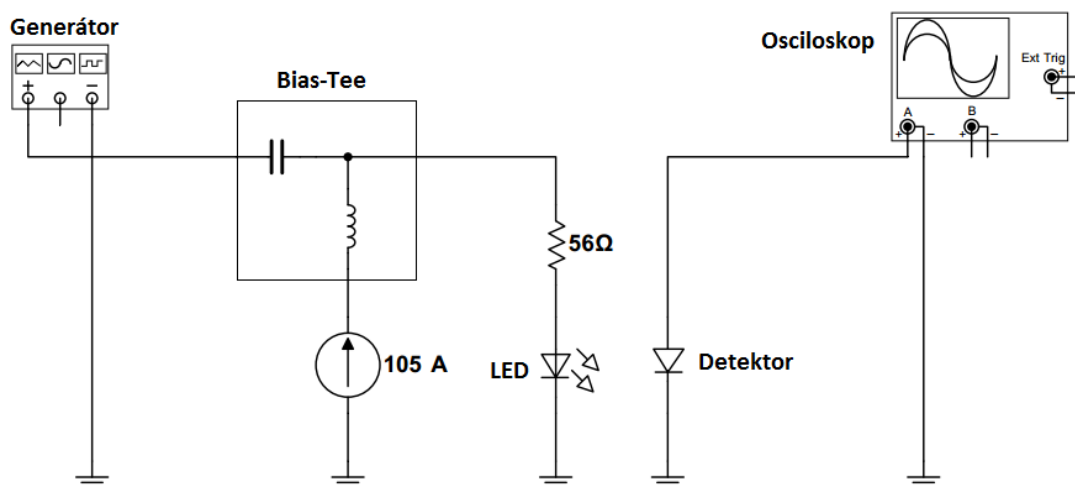 Generátor
+
−
Bias-Tee
105 A
56Ω
LED
Detektor
Osciloskop
Ext Trig
+
−
A
B
+
−
+
−